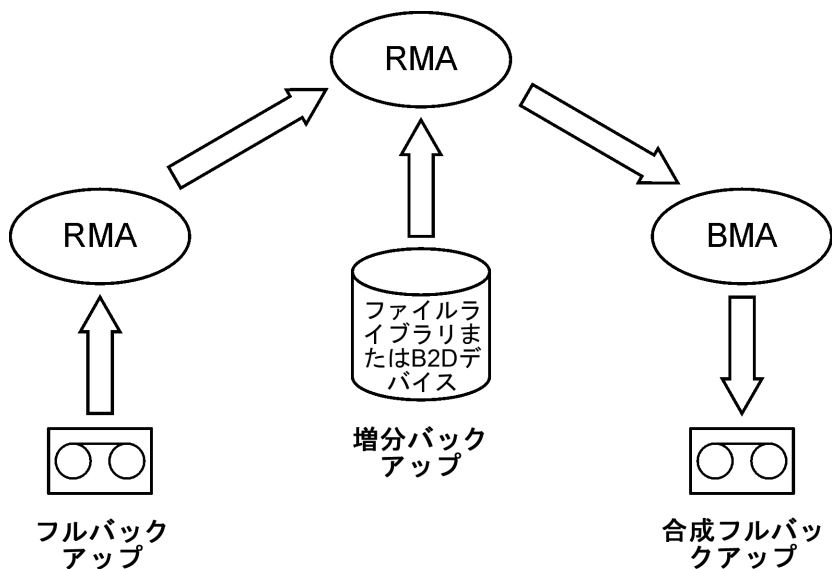 RMA
RMA
BMA
ファイルラ
イブラリま
たはB2Dデ
バイス
増分バック
アップ
フルバック
アップ
合成フルバッ
クアップ